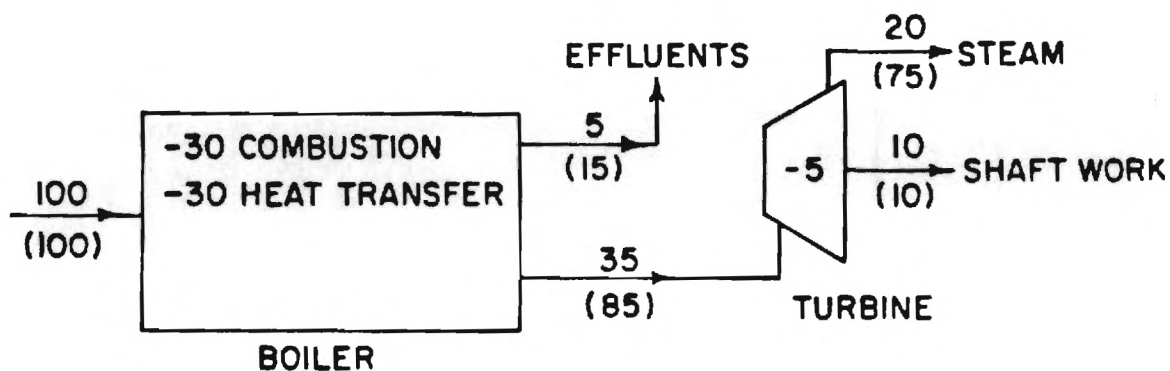 20
EFFLUENTS
STEAM
(75)
-30 COMBUSTION
5
10
(15)
-5
SHAFT WORK
-30 HEAT TRANSFER
(10)
100
(100)
35
(85)
TURBINE
BOILER